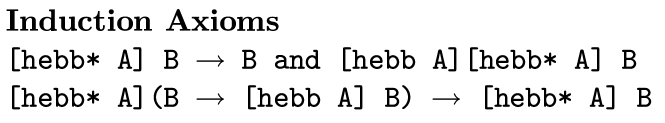 Induction Axioms
[hebb* A] B → B and [hebb A][hebb* A] B
[hebb* A](B → [hebb A] B) → [hebb* A] B